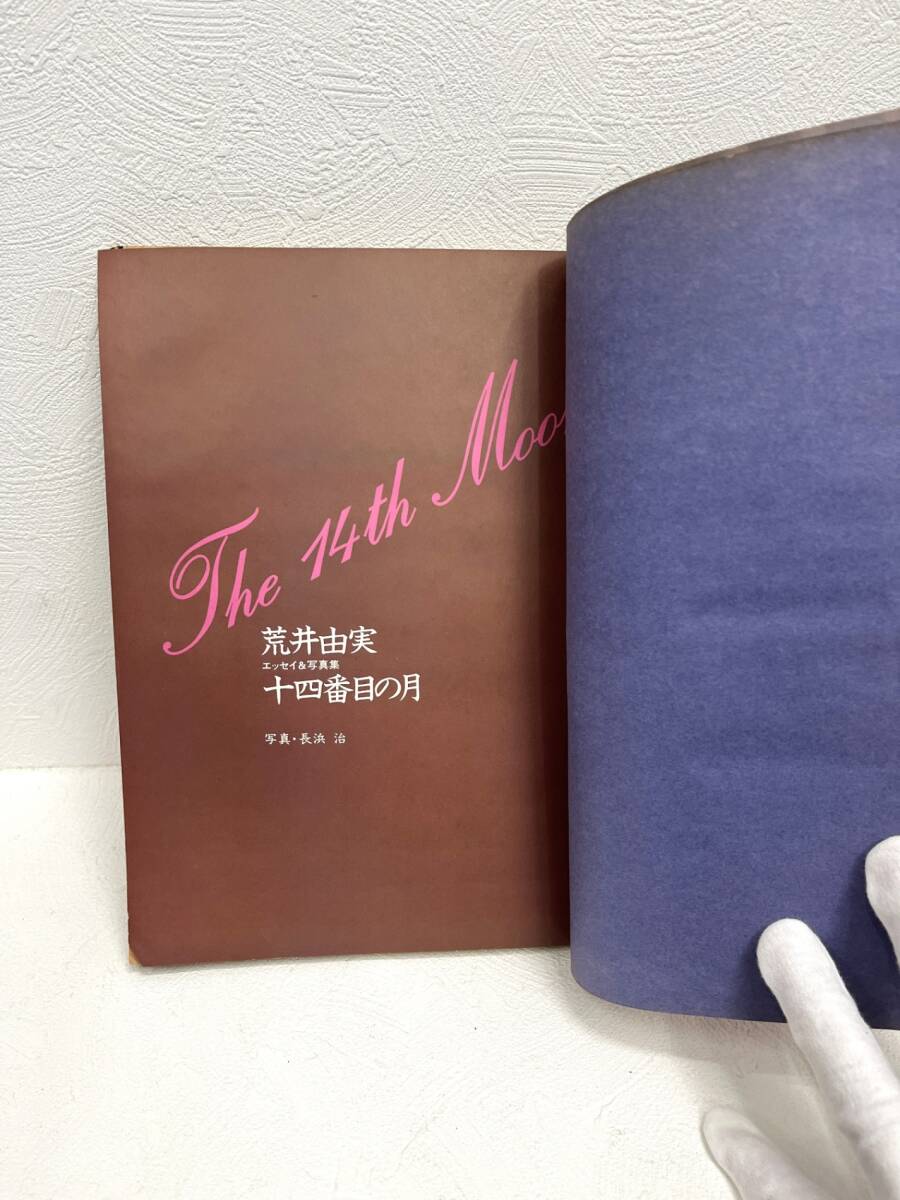 The 14th Moon
荒井由実
エッセイ&写真集
十四番目の月
写真・長浜 治